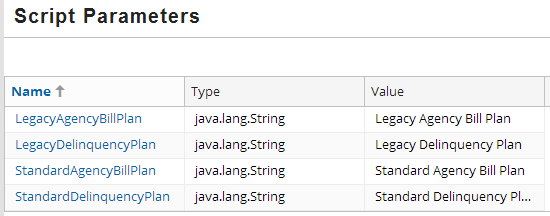 Script Parameters
Name Type Value
LegacyAgencyBillPlan java.lang.String Legacy Agency Bill Plan
LegacyDelinquencyPlan java.lang.String Legacy Delinquency Plan
StandardAgencyBillPlan java.lang.String Standard Agency Bill Plan
StandardDelinquencyPlan java.lang.String Standard Delinquency Pl...